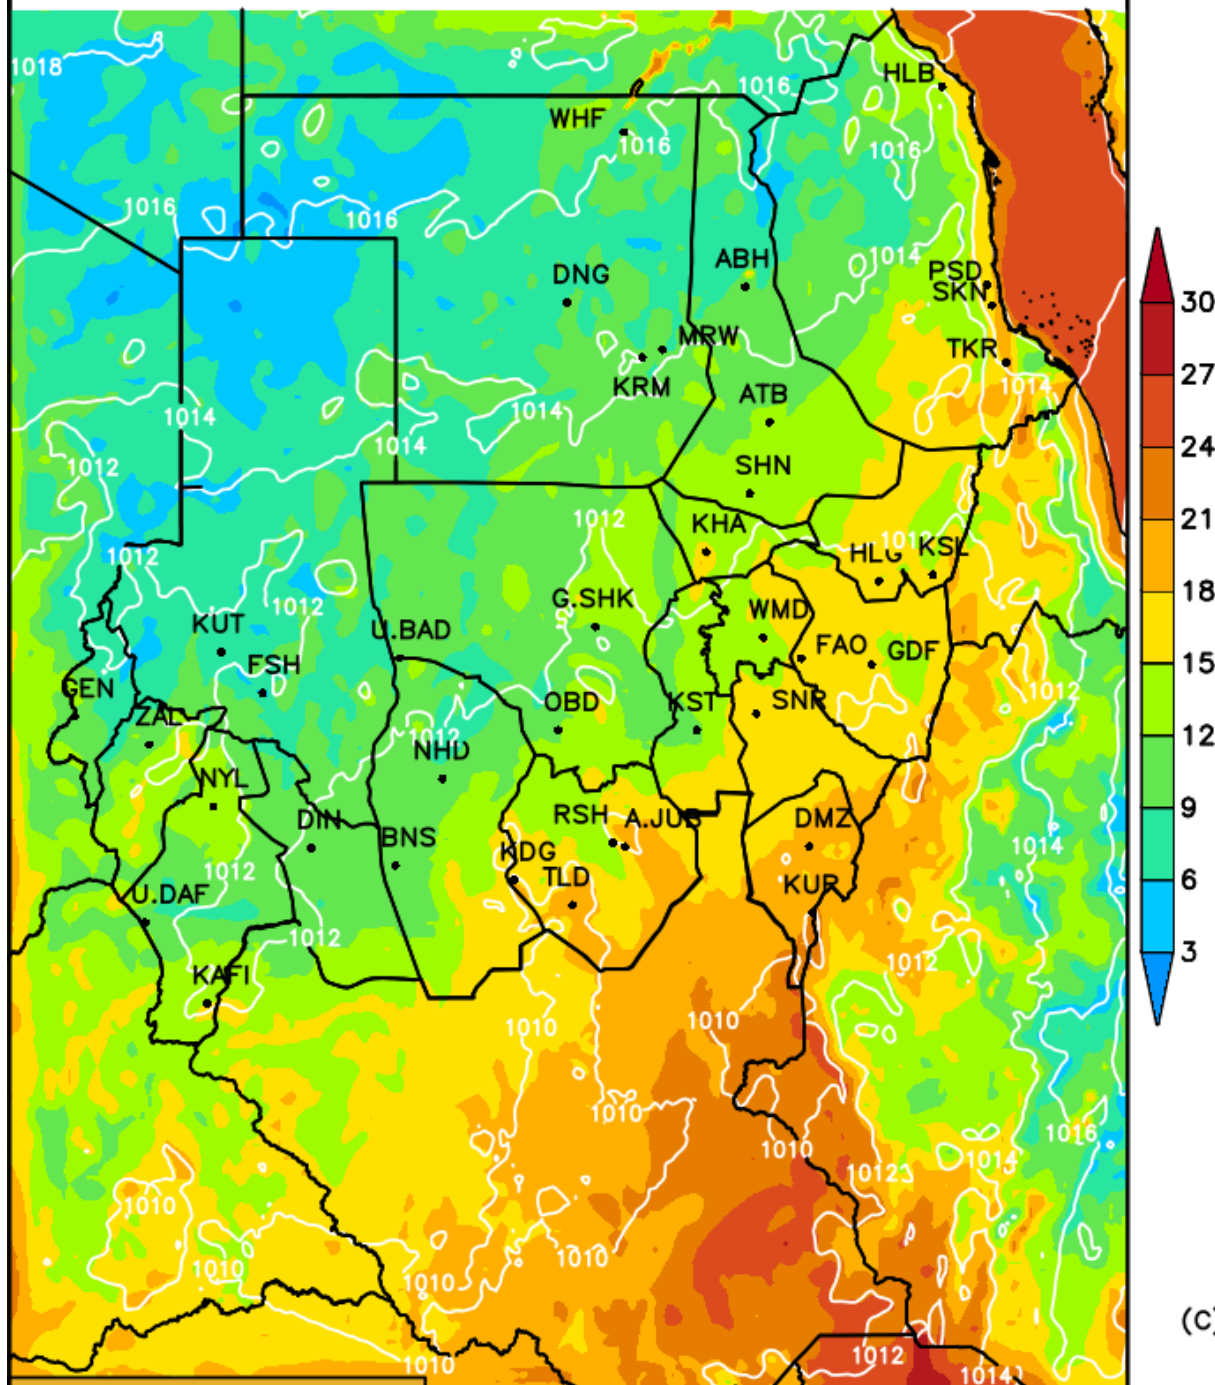 1018
HLB
1016
WHF
1016
1016
1016
1016
ABH
1014
PSD
DNG
SKN
30
MRW
TKR
27
KRM
1014
ATB
1014
1014
24
1014
1012
SHN
21
1012
KHA
1012
HLG
KSL
18
1012
G.SHK
WMD
KUT
U.BAD
FAO
GDF
FSH
15
GEN
1012
OBD
KST
SNR
ZAL
12
1012
NHD
NYL
9
DIN
RSH
A.JUB
DMZ
BNS
1014
KDG
1012
TLD
KUR
6
U.DAF
1012
3
1012
KAFI
1010
1010
1010
1016
1010
1012
1014
1010
1010
1010
1010
(C)
1012
1010
1014